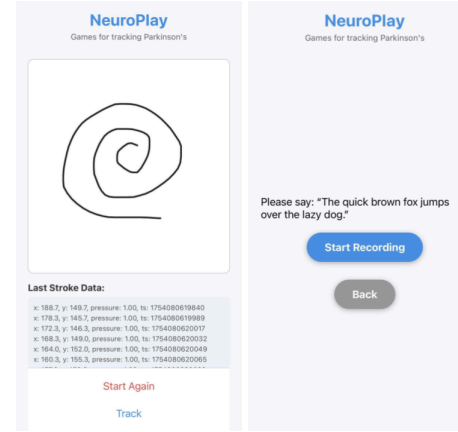 NeuroPlay
Games for tracking Parkinson's
Last Stroke Data:
x: 188.7, y: 149.7, pressure: 1.00, ts: 1754080619840
x: 178.3, y: 145.7, pressure: 1.00, ts: 1754080619989
x: 172.3, y: 146.3, pressure: 1.00, ts: 1754080620017
x: 168.3, y: 149.0, pressure: 1.00, ts: 1754080620032
x: 164.0, y: 152.0, pressure: 1.00, ts: 1754080620049
x: 160.3, y: 155.3, pressure: 1.00, ts: 1754080620065
Start Again
Track
NeuroPlay
Games for tracking Parkinson's
Please say: “The quick brown fox jumps
over the lazy dog.”
Start Recording
Back